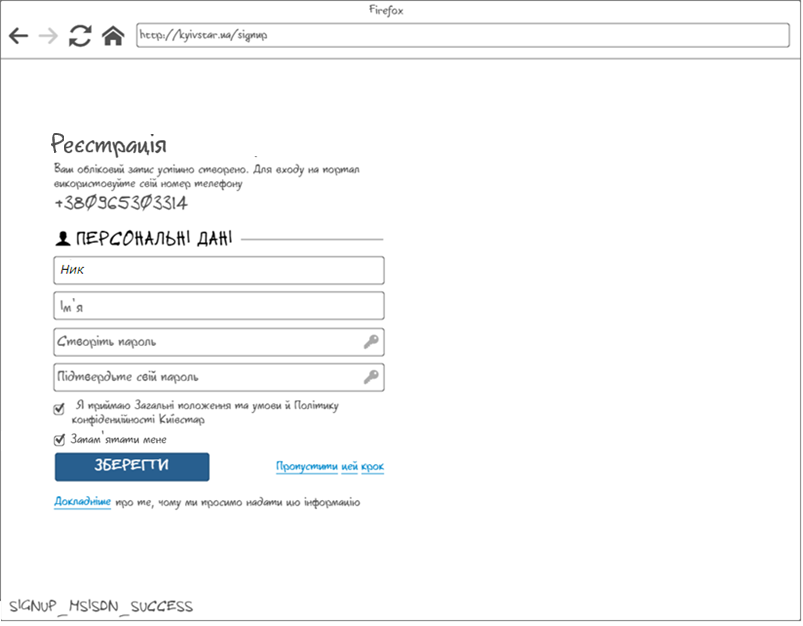 Firefox
http://kyivstar.ua/signup
Реєстрація
Ваш обліковий запис успішно створено. Для входу на портал
використовуйте свій номер телефону
+380965303314
ПЕРСОНАЛЬНІ ДАНІ
Ник
Ім'я
Створіть пароль
Підтвердьте свій пароль
Я приймаю Загальні положення та умови й Політику
конфіденційності Київстар
Запам'ятати мене
ЗБЕРЕГТИ
Пропустити цей крок
Докладніше про те, чому ми просимо надати цю інформацію
SIGNUP_MSISDN_SUCCESS